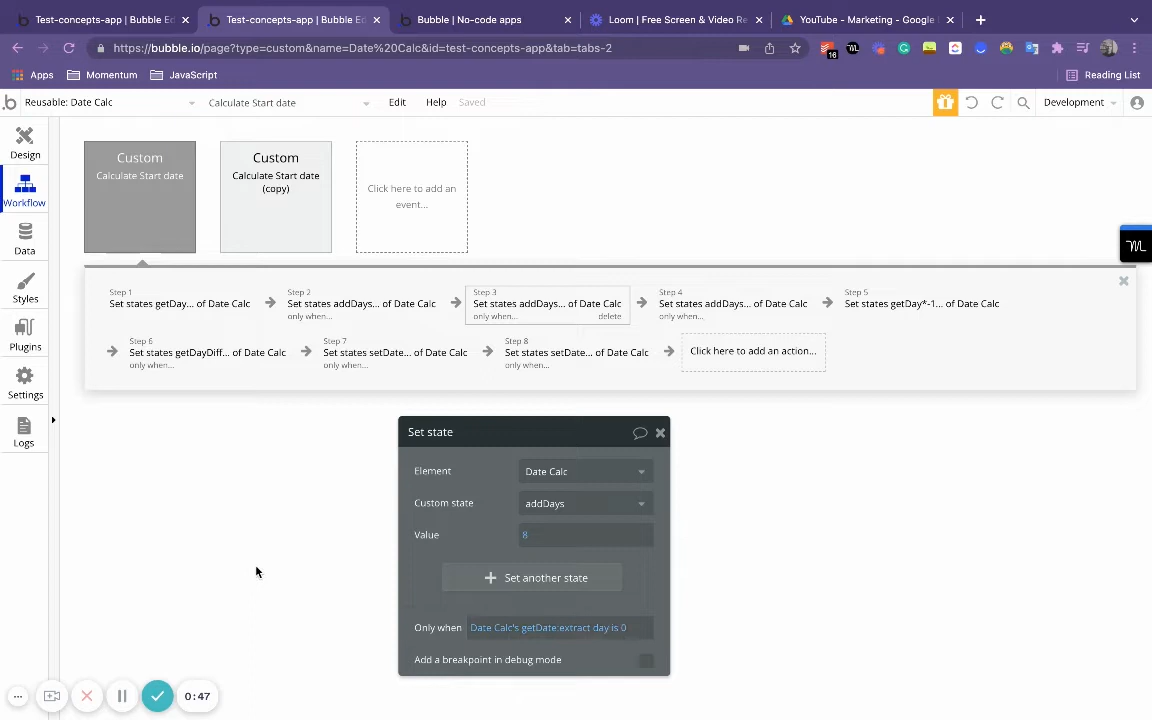 Test-concepts-app | Bubble Ed
Test-concepts-app | Bubble Ed
Bubble | No-code apps
Loom | Free Screen & Video Re
YouTube - Marketing - Google
https://bubble.io/page?type=custom&name=Date%20Calc&id=test-concepts-app&tab=tabs-2
16
Apps
Momentum
JavaScript
Reading List
Reusable: Date Calc
Calculate Start date
Edit
Help
Saved
Development
Design
Workflow
Data
Styles
Plugins
Settings
Logs
Custom
Calculate Start date
Custom
Calculate Start date
(copy)
Click here to add an
event...
Step 1
Set states getDay... of Date Calc
Step 2
Set states addDays... of Date Calc
only when...
Step 3
Set states addDays... of Date Calc
only when...
delete
Step 4
Set states addDays... of Date Calc
only when...
Step 5
Set states getDay*-1... of Date Calc
Step 6
Set states getDayDiff... of Date Calc
only when...
Step 7
Set states setDate... of Date Calc
only when...
Step 8
Set states setDate... of Date Calc
only when...
Click here to add an action...
Set state
Element
Date Calc
Custom state
addDays
Value
8
+ Set another state
Only when
Date Calc's getDate:extract day is 0
Add a breakpoint in debug mode
0:47